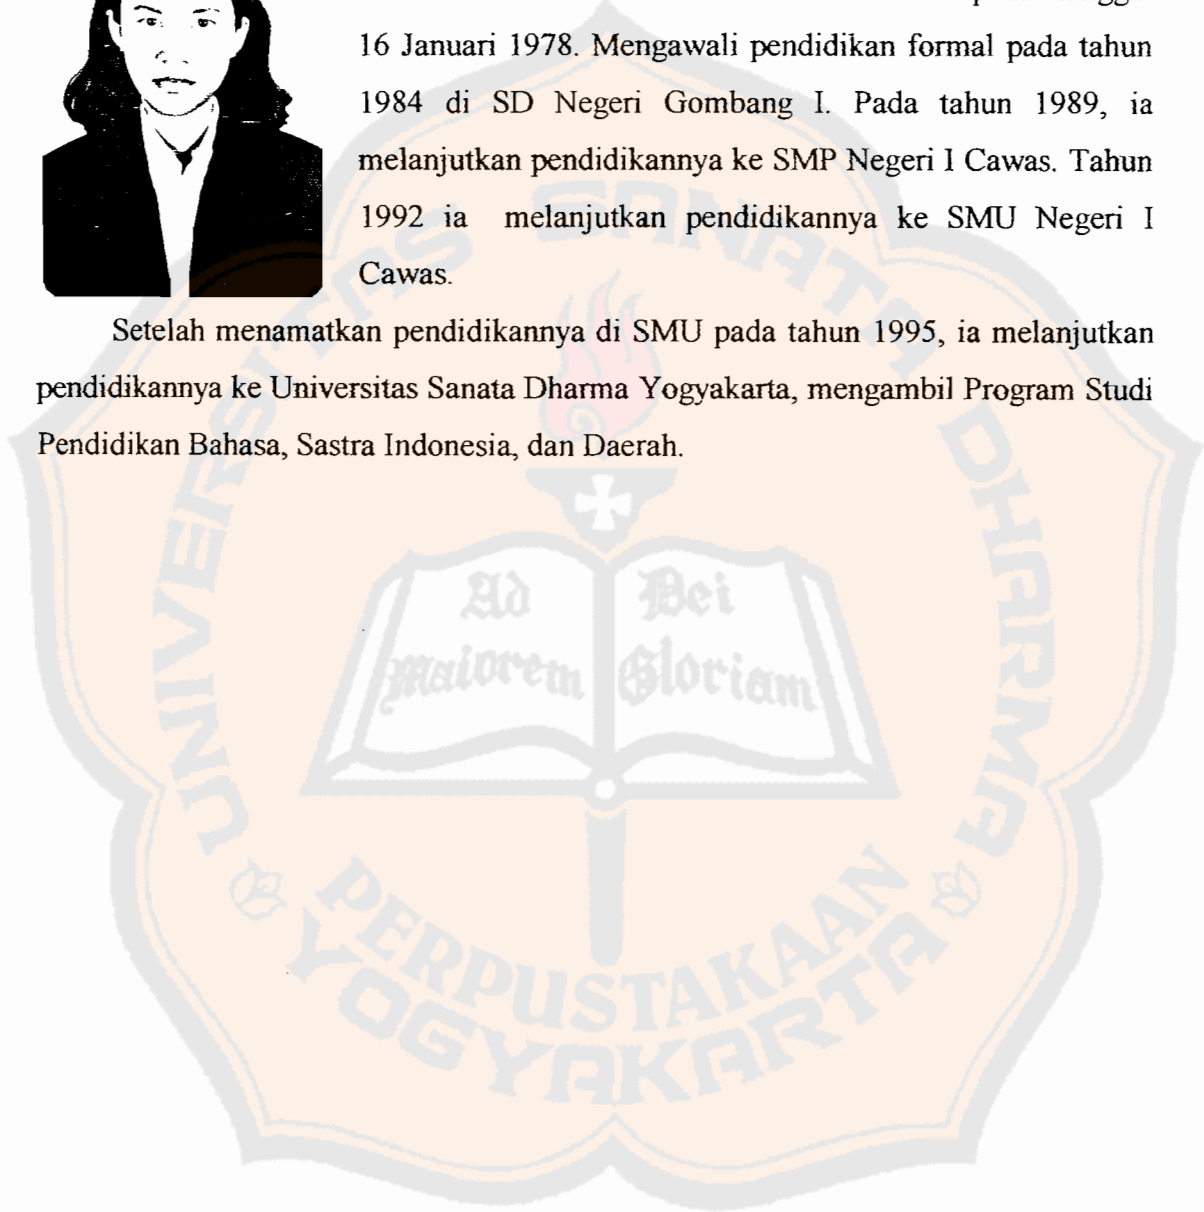 16 Januari 1978. Mengawali pendidikan formal pada tahun
1984 di SD Negeri Gombang I. Pada tahun 1989, ia
melanjutkan pendidikannya ke SMP Negeri I Cawas. Tahun
1992 ia melanjutkan pendidikannya ke SMU Negeri I
Cawas.
Setelah menamatkan pendidikannya di SMU pada tahun 1995, ia melanjutkan
pendidikannya ke Universitas Sanata Dharma Yogyakarta, mengambil Program Studi
Pendidikan Bahasa, Sastra Indonesia, dan Daerah.
UNIVERSITAS SANATA DHARMA
Ad Dei
maiorem Gloriam
PERPUSTAKAAN
YOGYAKARTA